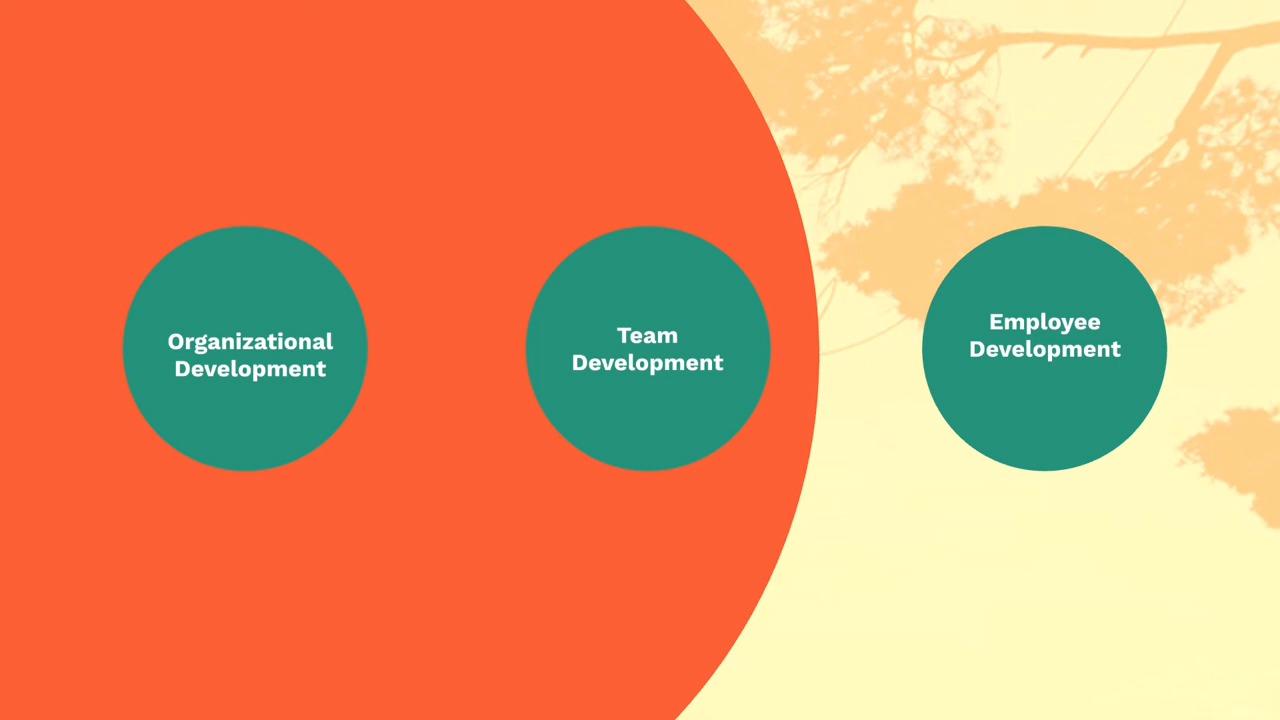 Organizational
Development
Team
Development
Employee
Development